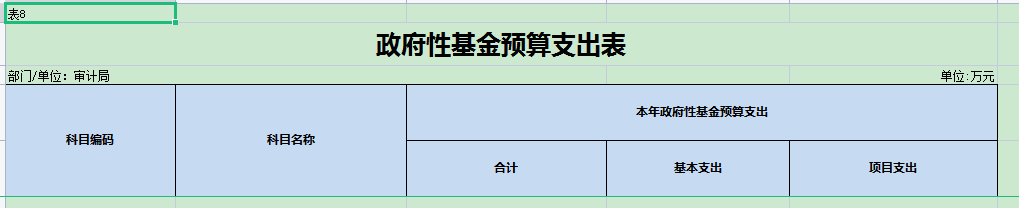 表8
政府性基金预算支出表
部门/单位：审计局 单位:万元
科目编码 科目名称 本年政府性基金预算支出
合计 基本支出 项目支出